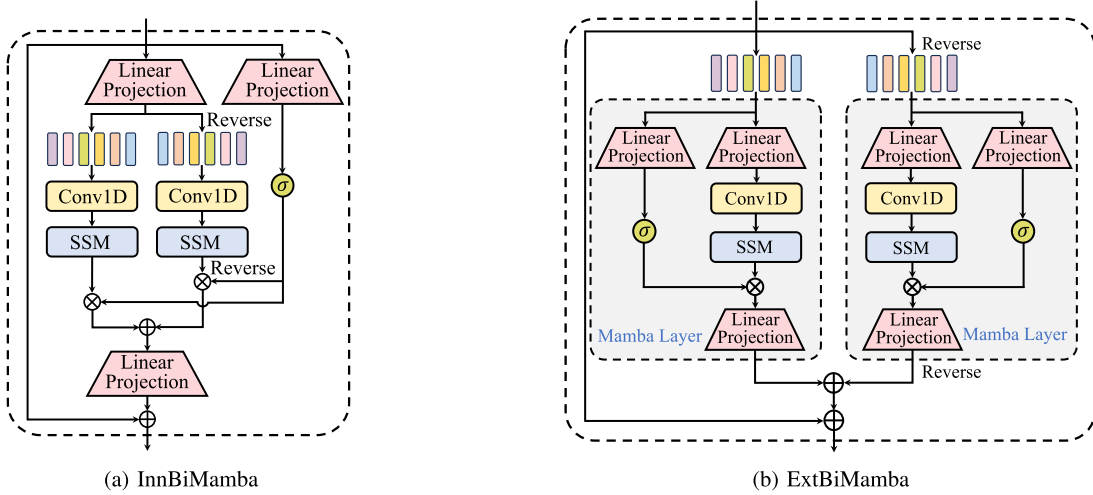 Linear
Projection
Linear
Projection
Reverse
Conv1D
Conv1D
σ
SSM
SSM
Reverse
Linear
Projection
(a) InnBiMamba
Reverse
Linear
Projection
Linear
Projection
Linear
Projection
Linear
Projection
Conv1D
Conv1D
σ
SSM
SSM
σ
Mamba Layer
Linear
Projection
Linear
Projection
Mamba Layer
Reverse
(b) ExtBiMamba